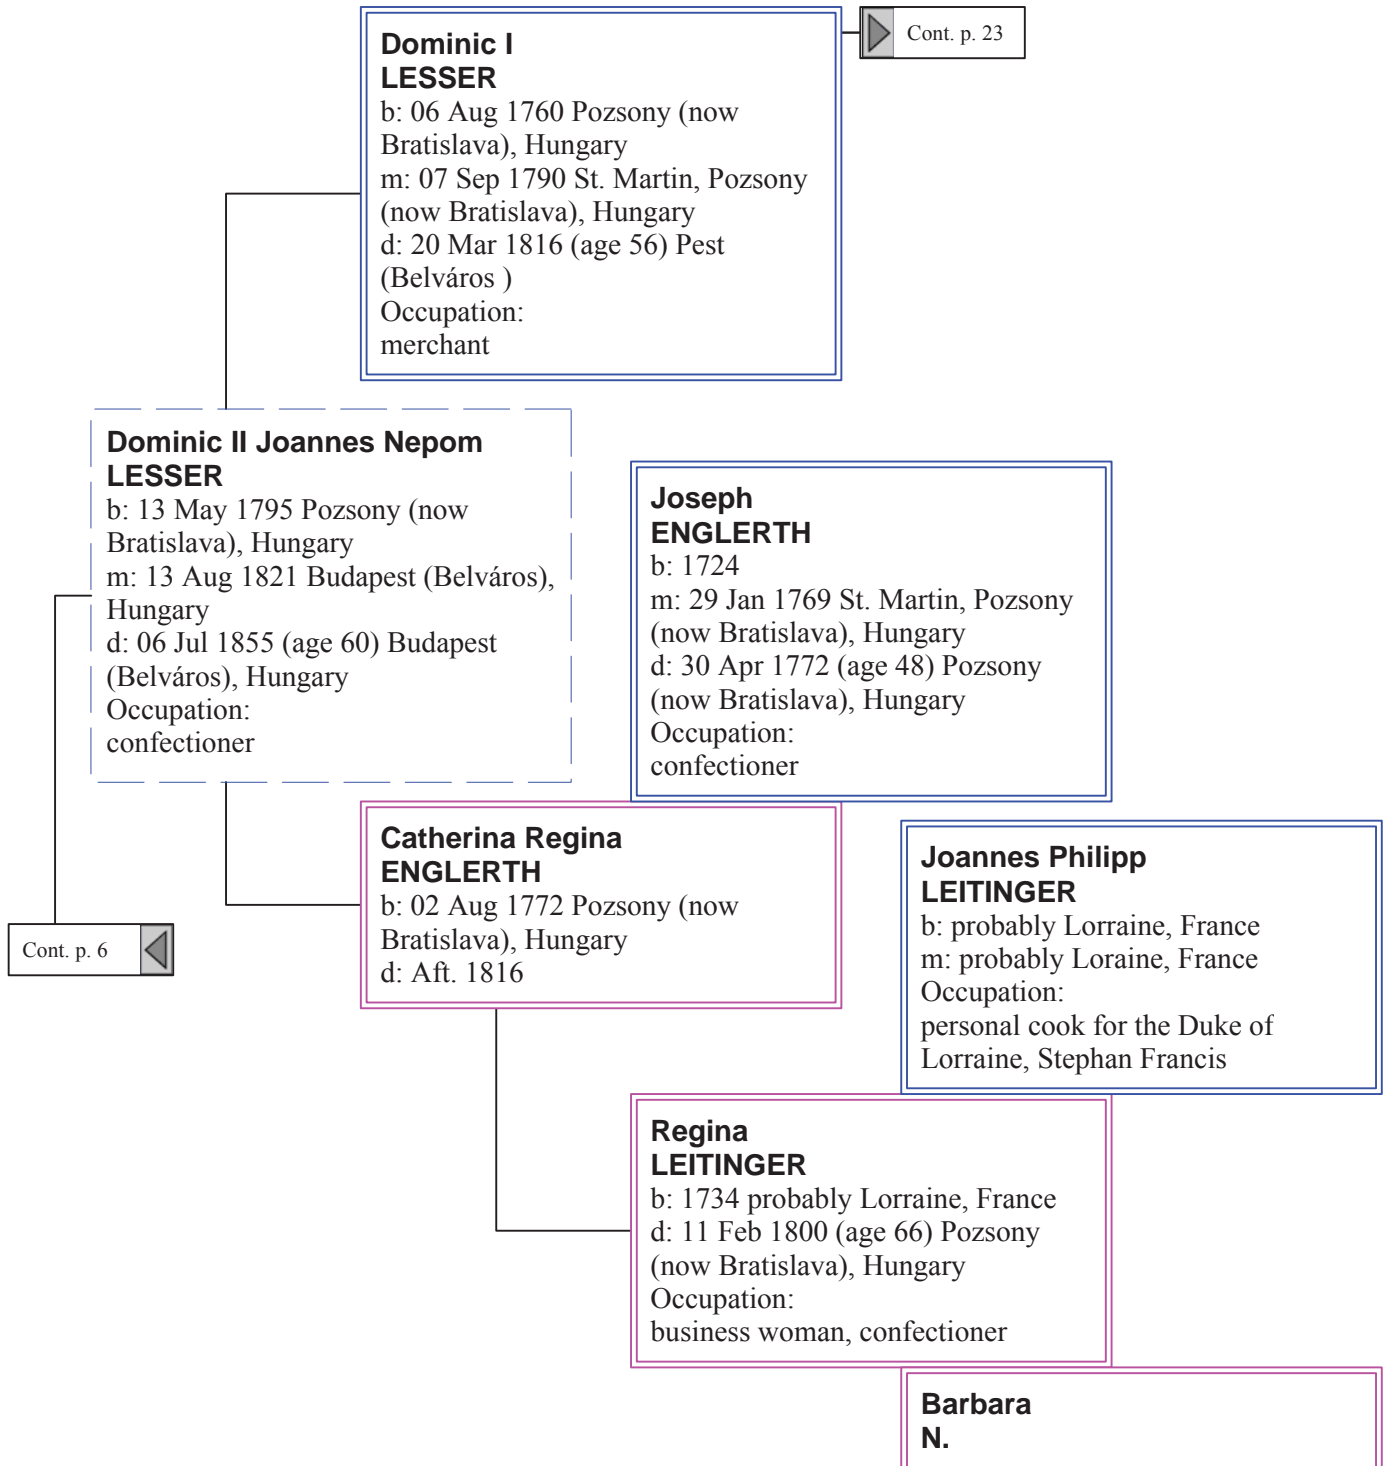 Dominic I
LESSER
b: 06 Aug 1760 Pozsony (now
Bratislava), Hungary
m: 07 Sep 1790 St. Martin, Pozsony
(now Bratislava), Hungary
d: 20 Mar 1816 (age 56) Pest
(Belváros )
Occupation:
merchant
Cont. p. 23
Dominic II Joannes Nepom
LESSER
b: 13 May 1795 Pozsony (now
Bratislava), Hungary
m: 13 Aug 1821 Budapest (Belváros),
Hungary
d: 06 Jul 1855 (age 60) Budapest
(Belváros), Hungary
Occupation:
confectioner
Joseph
ENGLERTH
b: 1724
m: 29 Jan 1769 St. Martin, Pozsony
(now Bratislava), Hungary
d: 30 Apr 1772 (age 48) Pozsony
(now Bratislava), Hungary
Occupation:
confectioner
Catherina Regina
ENGLERTH
b: 02 Aug 1772 Pozsony (now
Bratislava), Hungary
d: Aft. 1816
Cont. p. 6
Joannes Philipp
LEITINGER
b: probably Lorraine, France
m: probably Loraine, France
Occupation:
personal cook for the Duke of
Lorraine, Stephan Francis
Regina
LEITINGER
b: 1734 probably Lorraine, France
d: 11 Feb 1800 (age 66) Pozsony
(now Bratislava), Hungary
Occupation:
business woman, confectioner
Barbara
N.